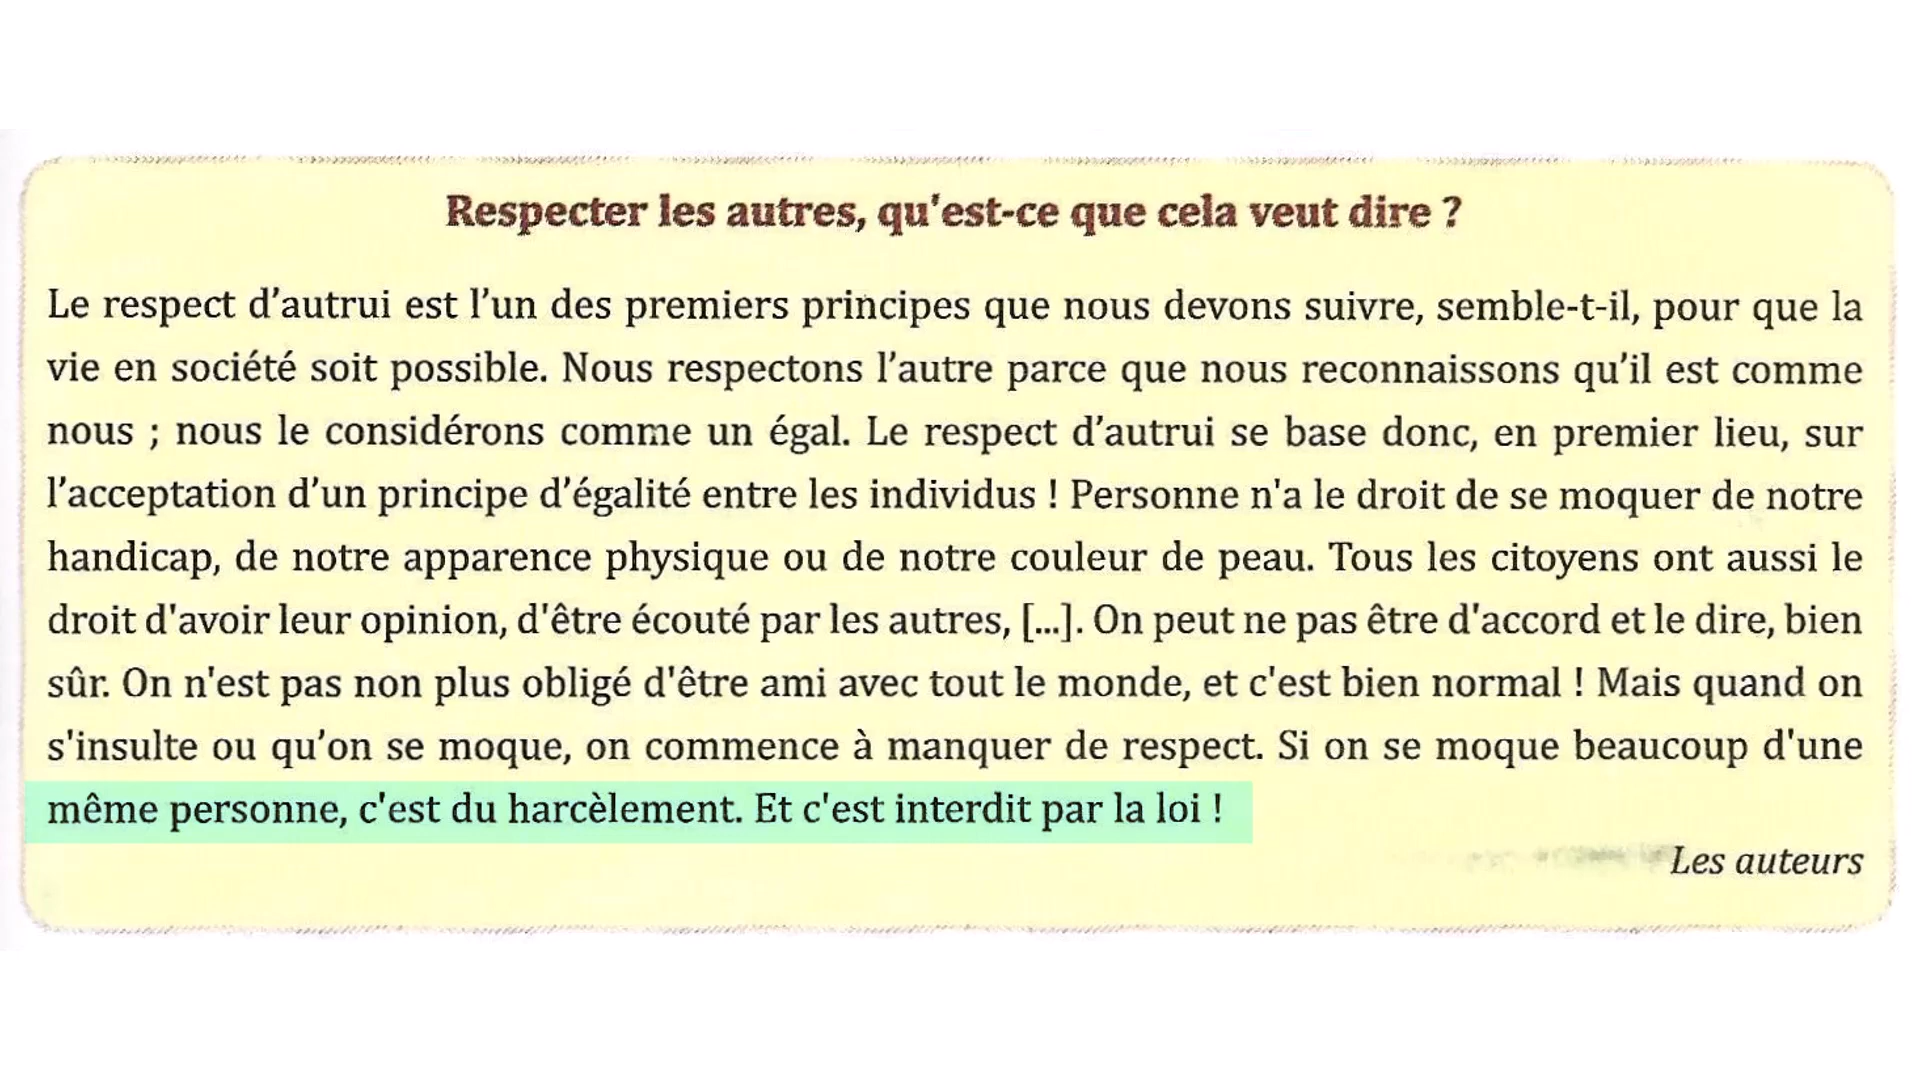 Respecter les autres, qu'est-ce que cela veut dire ?
Le respect d'autrui est l'un des premiers principes que nous devons suivre, semble-t-il, pour que la
vie en société soit possible. Nous respectons l'autre parce que nous reconnaissons qu'il est comme
nous ; nous le considérons comme un égal. Le respect d'autrui se base donc, en premier lieu, sur
l'acceptation d'un principe d'égalité entre les individus ! Personne n'a le droit de se moquer de notre
handicap, de notre apparence physique ou de notre couleur de peau. Tous les citoyens ont aussi le
droit d'avoir leur opinion, d'être écouté par les autres, [...]. On peut ne pas être d'accord et le dire, bien
sûr. On n'est pas non plus obligé d'être ami avec tout le monde, et c'est bien normal ! Mais quand on
s'insulte ou qu'on se moque, on commence à manquer de respect. Si on se moque beaucoup d'une
même personne, c'est du harcèlement. Et c'est interdit par la loi !
Les auteurs